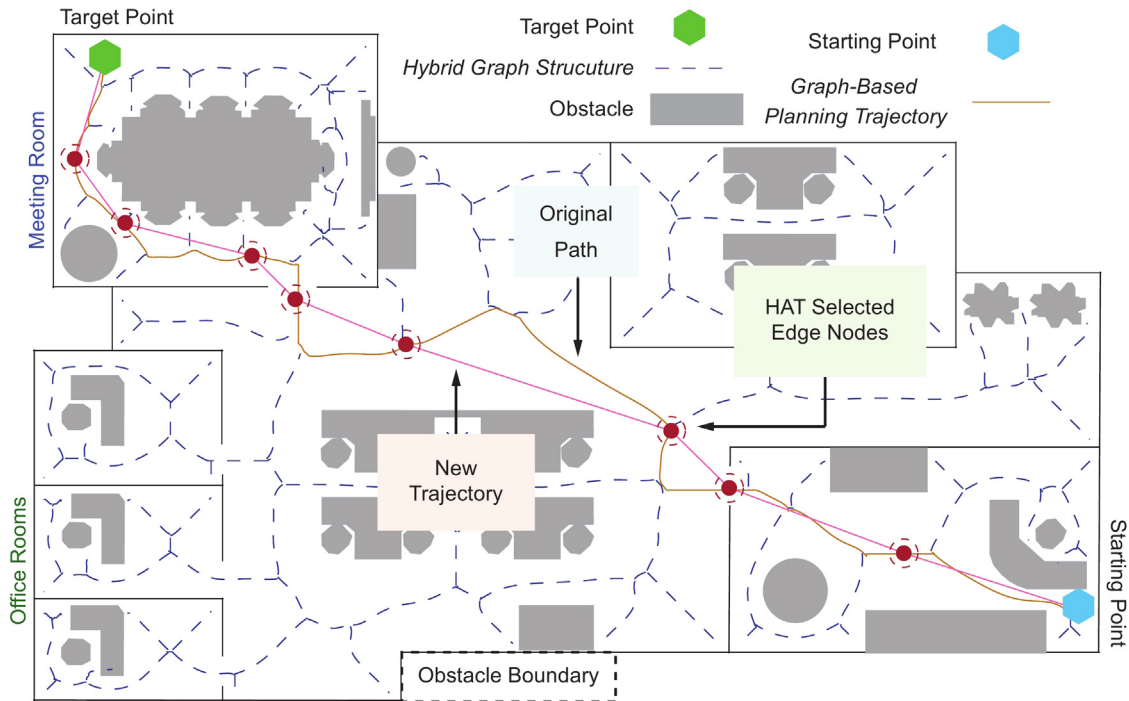 Target Point
Target Point
Starting Point
Hybrid Graph Strucuture
Graph-Based
Planning Trajectory
Obstacle
Meeting Room
Original
Path
HAT Selected
Edge Nodes
New
Trajectory
Office Rooms
Starting Point
Obstacle Boundary